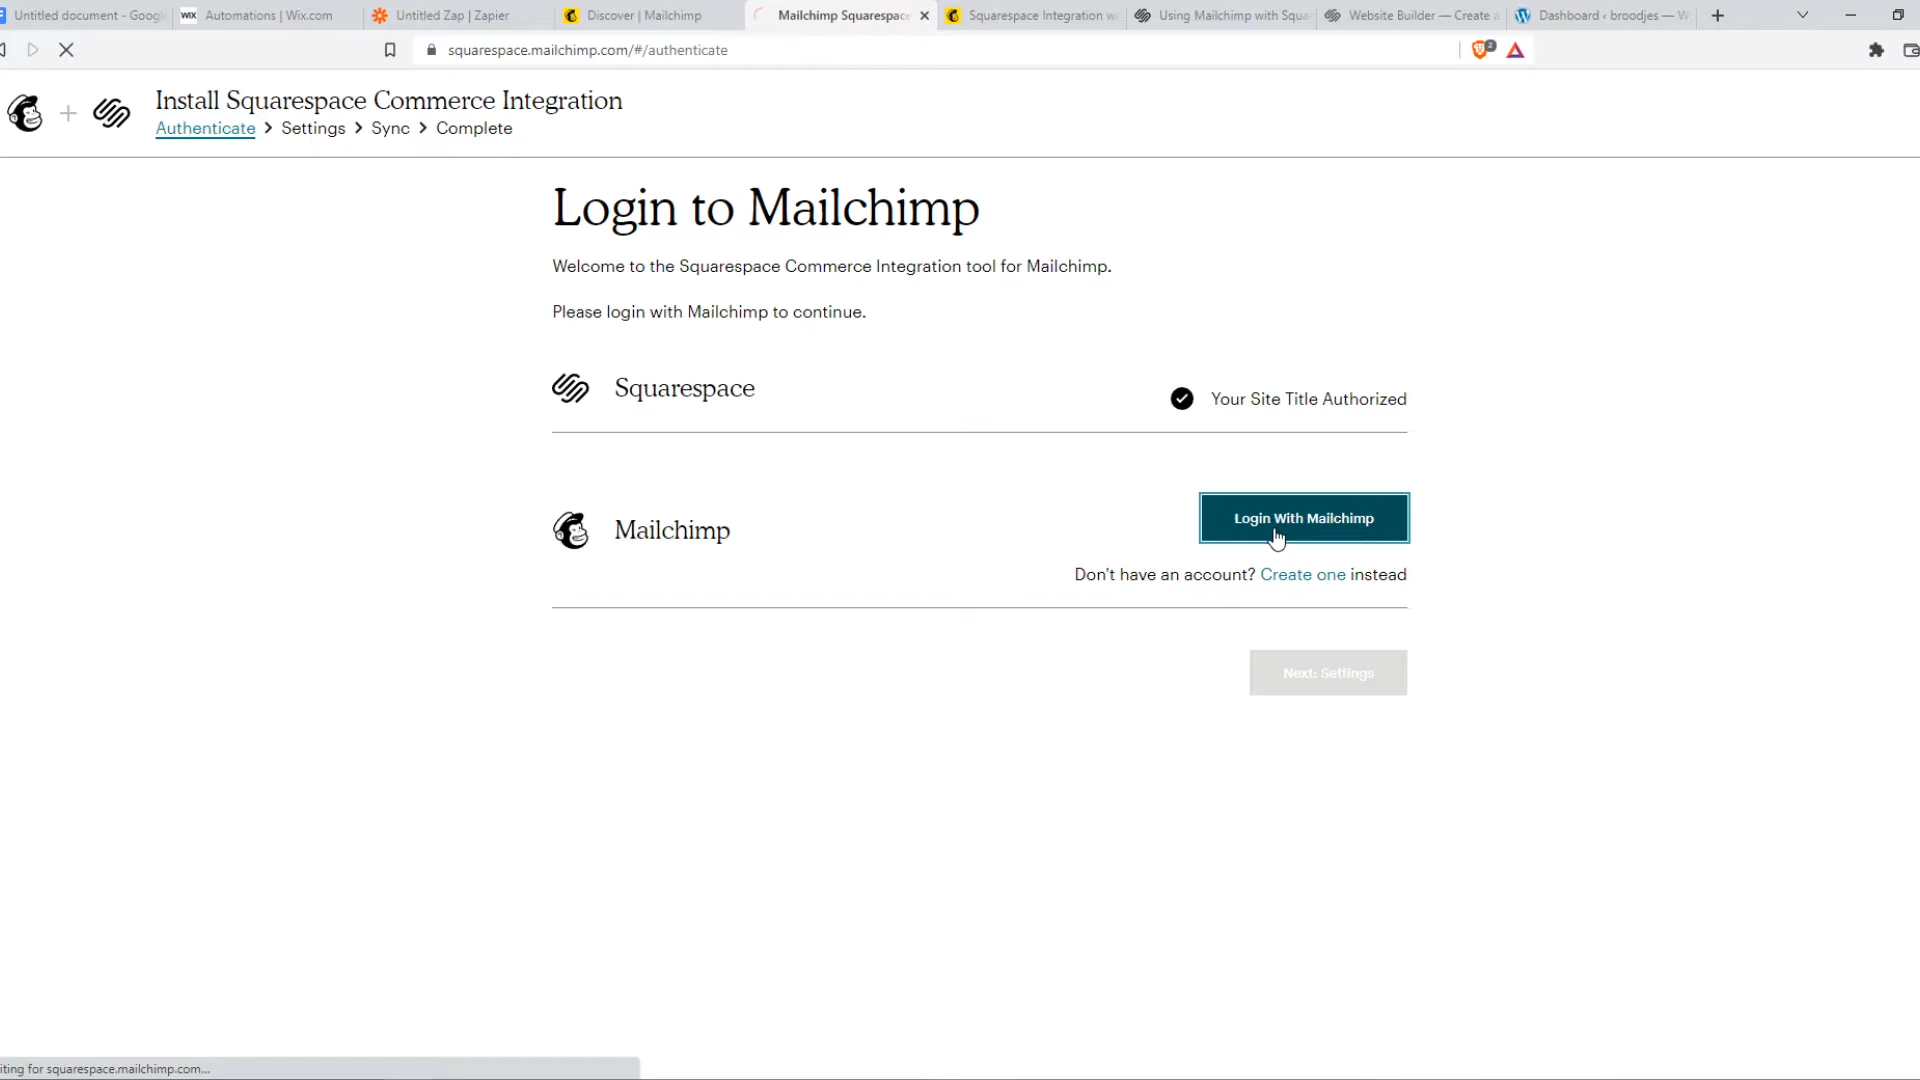 Untitled document - Googl
WIX Automations | Wix.com
Untitled Zap | Zapier
Discover | Mailchimp
Mailchimp Squarespac
Squarespace Integration w
Using Mailchimp with Squa
Website Builder — Create a
Dashboard ‹ broodjes — W
squarespace.mailchimp.com/#/authenticate
2
Install Squarespace Commerce Integration
Authenticate > Settings > Sync > Complete
Login to Mailchimp
Welcome to the Squarespace Commerce Integration tool for Mailchimp.
Please login with Mailchimp to continue.
Squarespace
Your Site Title Authorized
Mailchimp
Login With Mailchimp
Don't have an account? Create one instead
Next: Settings
iting for squarespace.mailchimp.com...